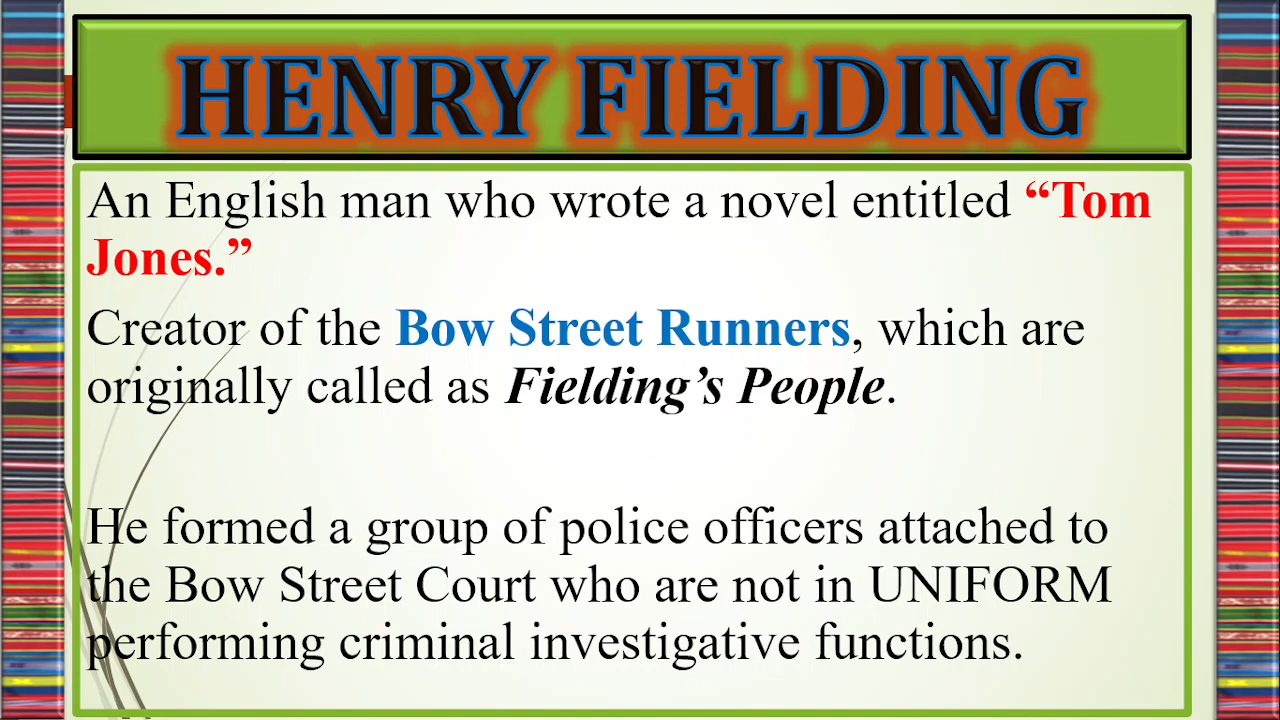 HENRY FIELDING
An English man who wrote a novel entitled “Tom
Jones.”
Creator of the Bow Street Runners, which are
originally called as Fielding’s People.
He formed a group of police officers attached to
the Bow Street Court who are not in UNIFORM
performing criminal investigative functions.